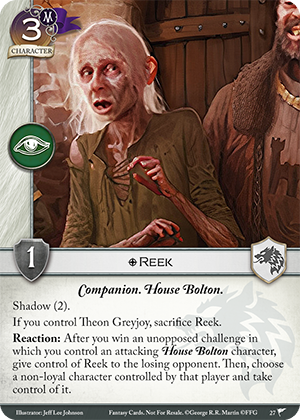 3
CHARACTER
1
Reek
Companion. House Bolton.
Shadow (2).
If you control Theon Greyjoy, sacrifice Reek.
Reaction: After you win an unopposed challenge in
which you control an attacking House Bolton character,
give control of Reek to the losing opponent. Then, choose
a non-loyal character controlled by that player and take
control of it.
Illustrator: Jeff Lee Johnson
Fantasy Cards. Not For Resale. ©George R.R. Martin ©FFG
27